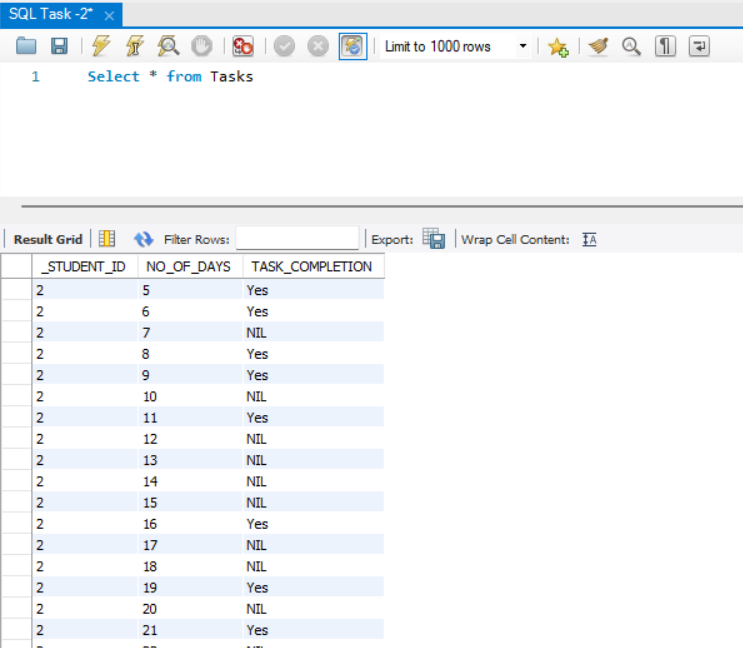 SQL Task -2*
Limit to 1000 rows
1 Select * from Tasks
Result Grid Filter Rows: Export: Wrap Cell Content:
_STUDENT_ID NO_OF_DAYS TASK_COMPLETION
2 5 Yes
2 6 Yes
2 7 NIL
2 8 Yes
2 9 Yes
2 10 NIL
2 11 Yes
2 12 NIL
2 13 NIL
2 14 NIL
2 15 NIL
2 16 Yes
2 17 NIL
2 18 NIL
2 19 Yes
2 20 NIL
2 21 Yes